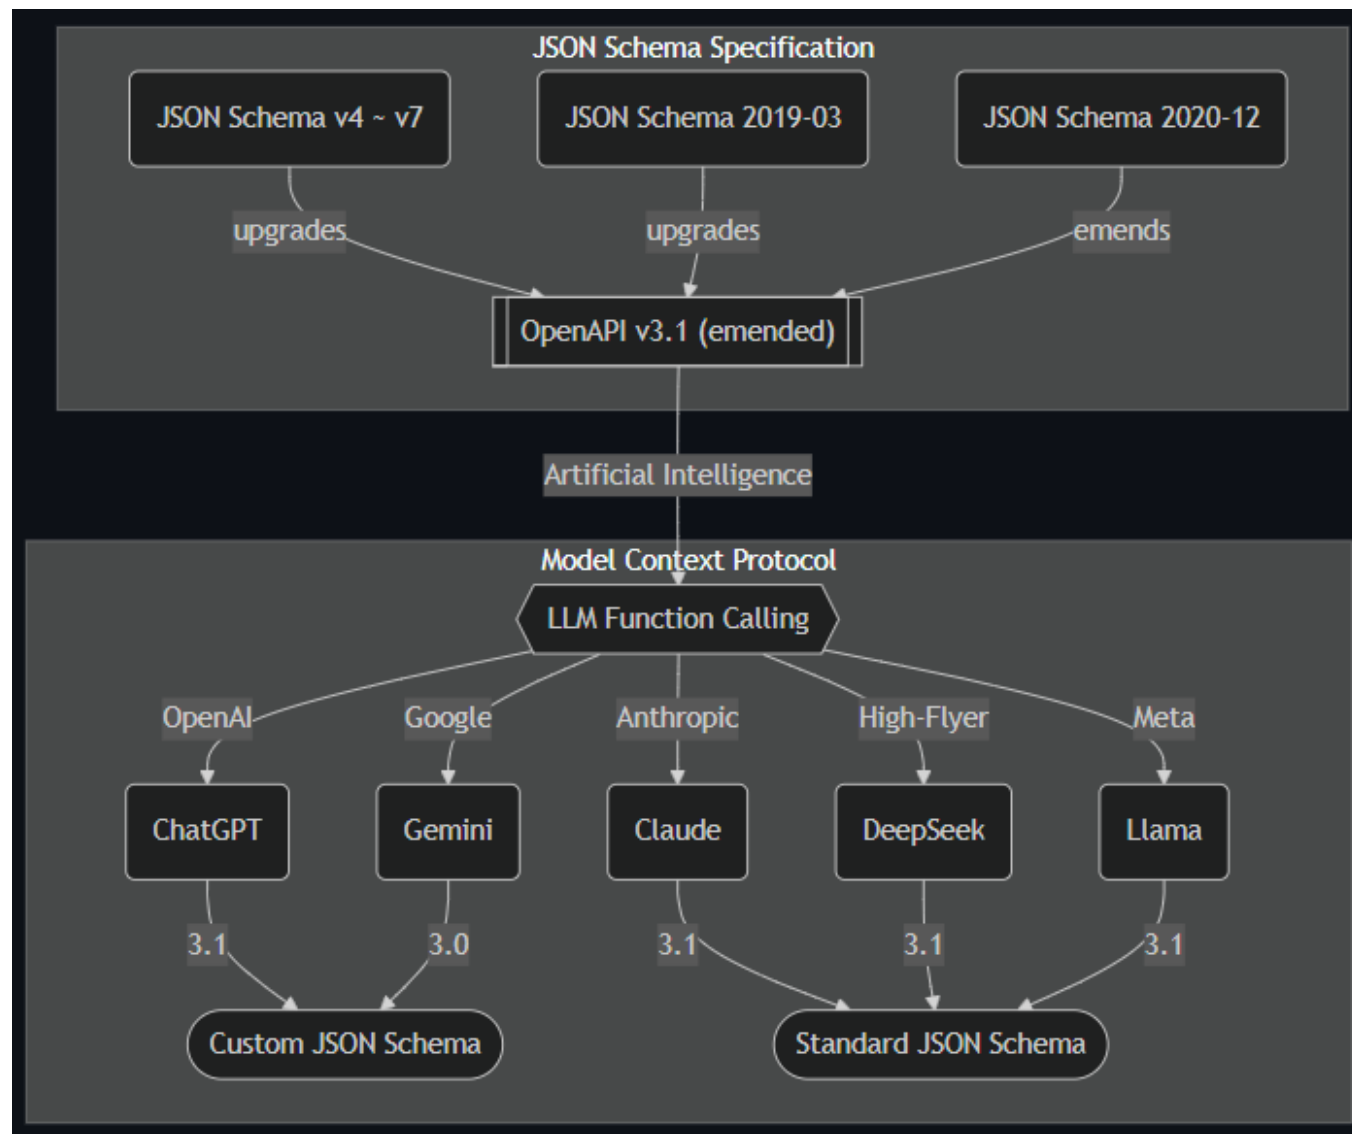 JSON Schema Specification
JSON Schema v4 ~ v7
JSON Schema 2019-03
JSON Schema 2020-12
upgrades
upgrades
emends
OpenAPI v3.1 (emended)
Artificial Intelligence
Model Context Protocol
LLM Function Calling
OpenAI
Google
Anthropic
High-Flyer
Meta
ChatGPT
Gemini
Claude
DeepSeek
Llama
3.1
3.0
3.1
3.1
3.1
Custom JSON Schema
Standard JSON Schema